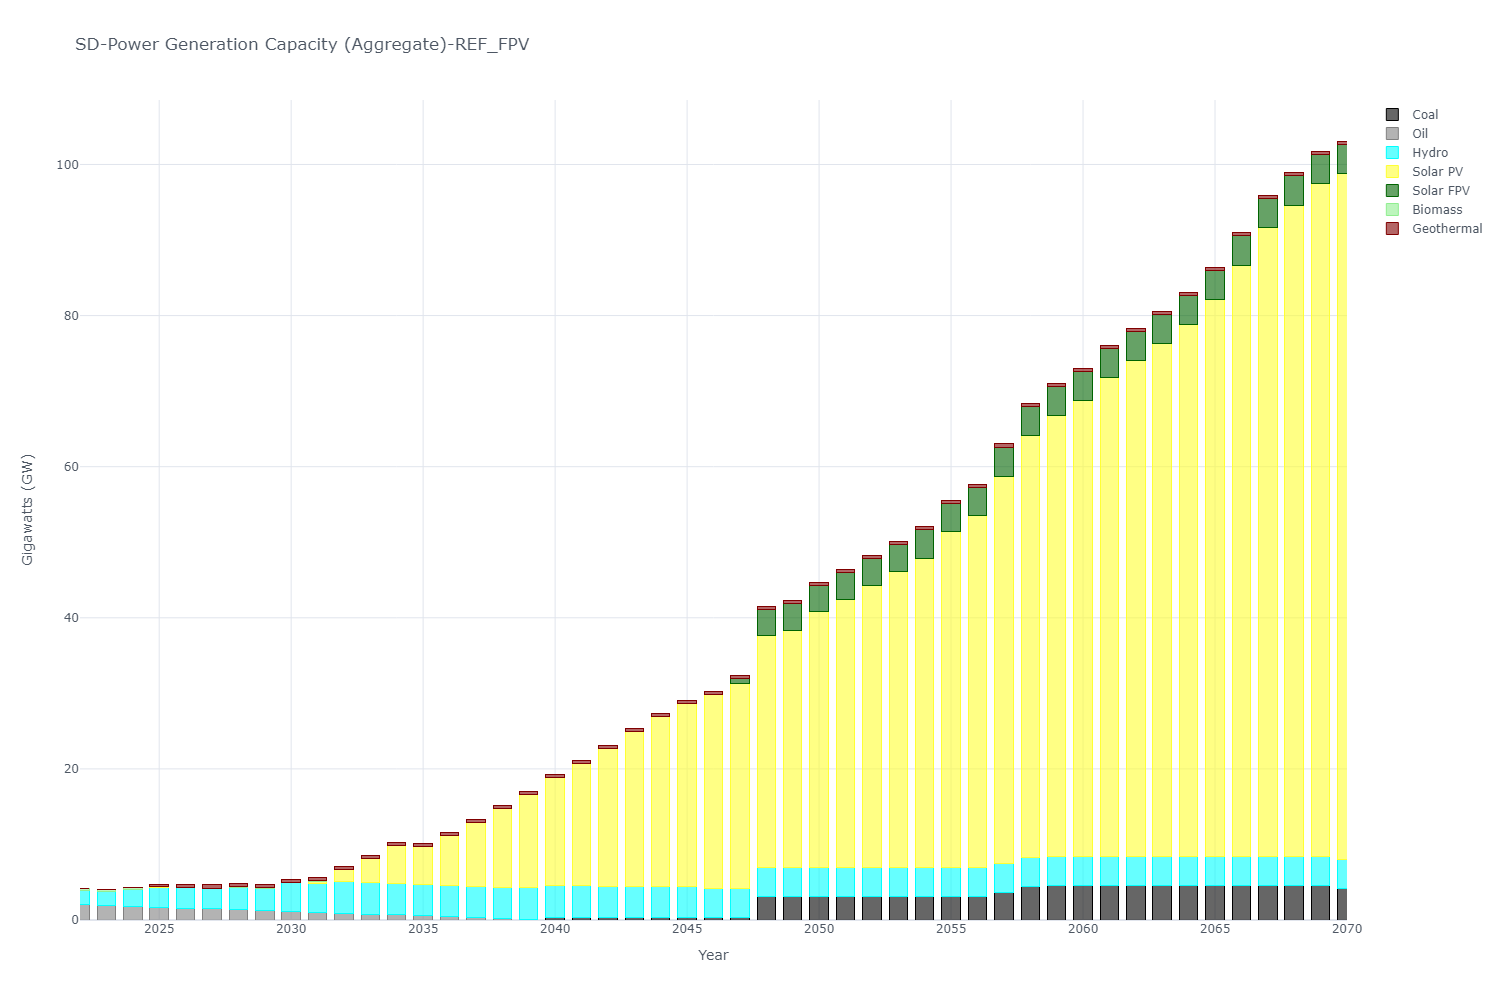 SD-Power Generation Capacity (Aggregate)-REF_FPV
Coal
Oil
Hydro
Solar PV
Solar FPV
Biomass
Geothermal
100
80
60
40
20
0
Gigawatts (GW)
2025
2030
2035
2040
2045
2050
2055
2060
2065
2070
Year